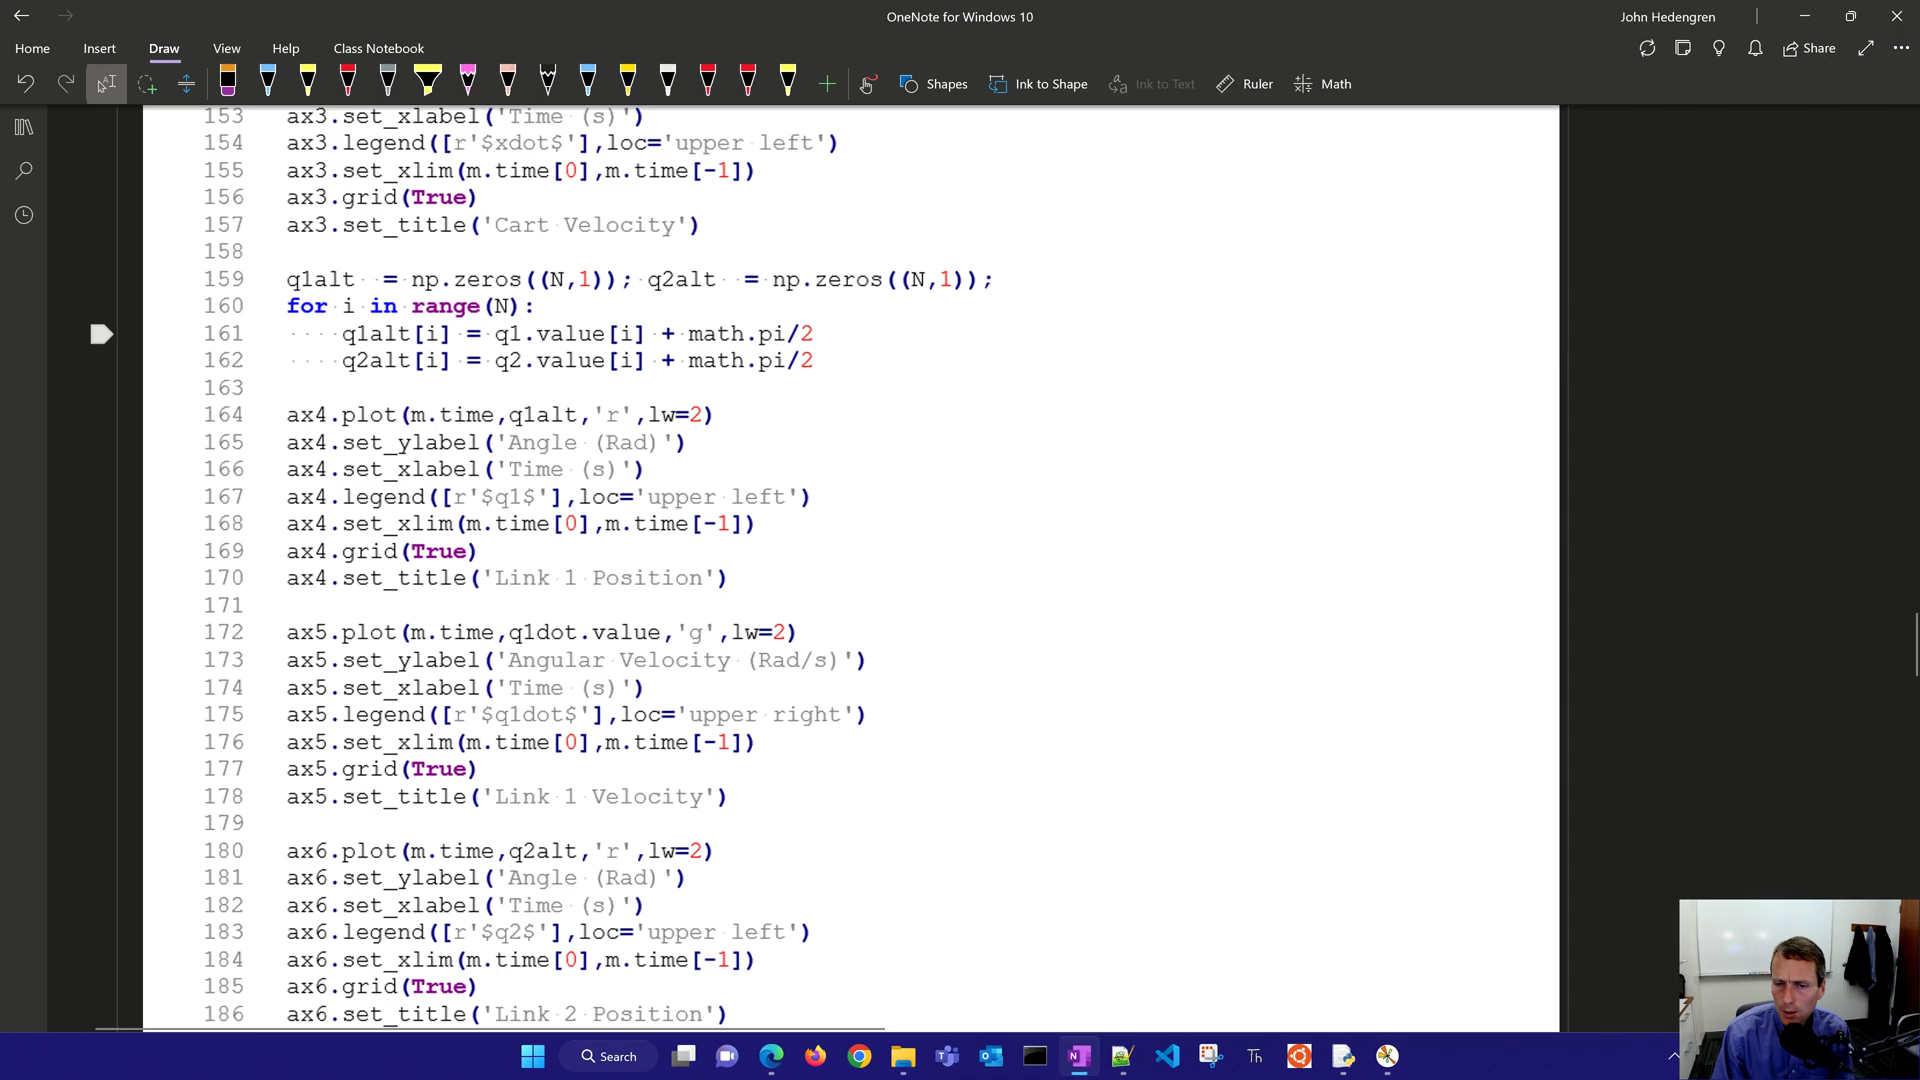 OneNote for Windows 10
John Hedengren
Home
Insert
Draw
View
Help
Class Notebook
Share
Shapes
Ink to Shape
Ink to Text
Ruler
Math
153 ax3.set_xlabel('Time (s)')
154 ax3.legend([r'$xdot$'],loc='upper left')
155 ax3.set_xlim(m.time[0],m.time[-1])
156 ax3.grid(True)
157 ax3.set_title('Cart Velocity')
158
159 q1alt = np.zeros((N,1)); q2alt = np.zeros((N,1));
160 for i in range(N):
161 q1alt[i] = q1.value[i] + math.pi/2
162 q2alt[i] = q2.value[i] + math.pi/2
163
164 ax4.plot(m.time,q1alt,'r',lw=2)
165 ax4.set_ylabel('Angle (Rad)')
166 ax4.set_xlabel('Time (s)')
167 ax4.legend([r'$q1$'],loc='upper left')
168 ax4.set_xlim(m.time[0],m.time[-1])
169 ax4.grid(True)
170 ax4.set_title('Link 1 Position')
171
172 ax5.plot(m.time,q1dot.value,'g',lw=2)
173 ax5.set_ylabel('Angular Velocity (Rad/s)')
174 ax5.set_xlabel('Time (s)')
175 ax5.legend([r'$q1dot$'],loc='upper right')
176 ax5.set_xlim(m.time[0],m.time[-1])
177 ax5.grid(True)
178 ax5.set_title('Link 1 Velocity')
179
180 ax6.plot(m.time,q2alt,'r',lw=2)
181 ax6.set_ylabel('Angle (Rad)')
182 ax6.set_xlabel('Time (s)')
183 ax6.legend([r'$q2$'],loc='upper left')
184 ax6.set_xlim(m.time[0],m.time[-1])
185 ax6.grid(True)
186 ax6.set_title('Link 2 Position')
Search
Th